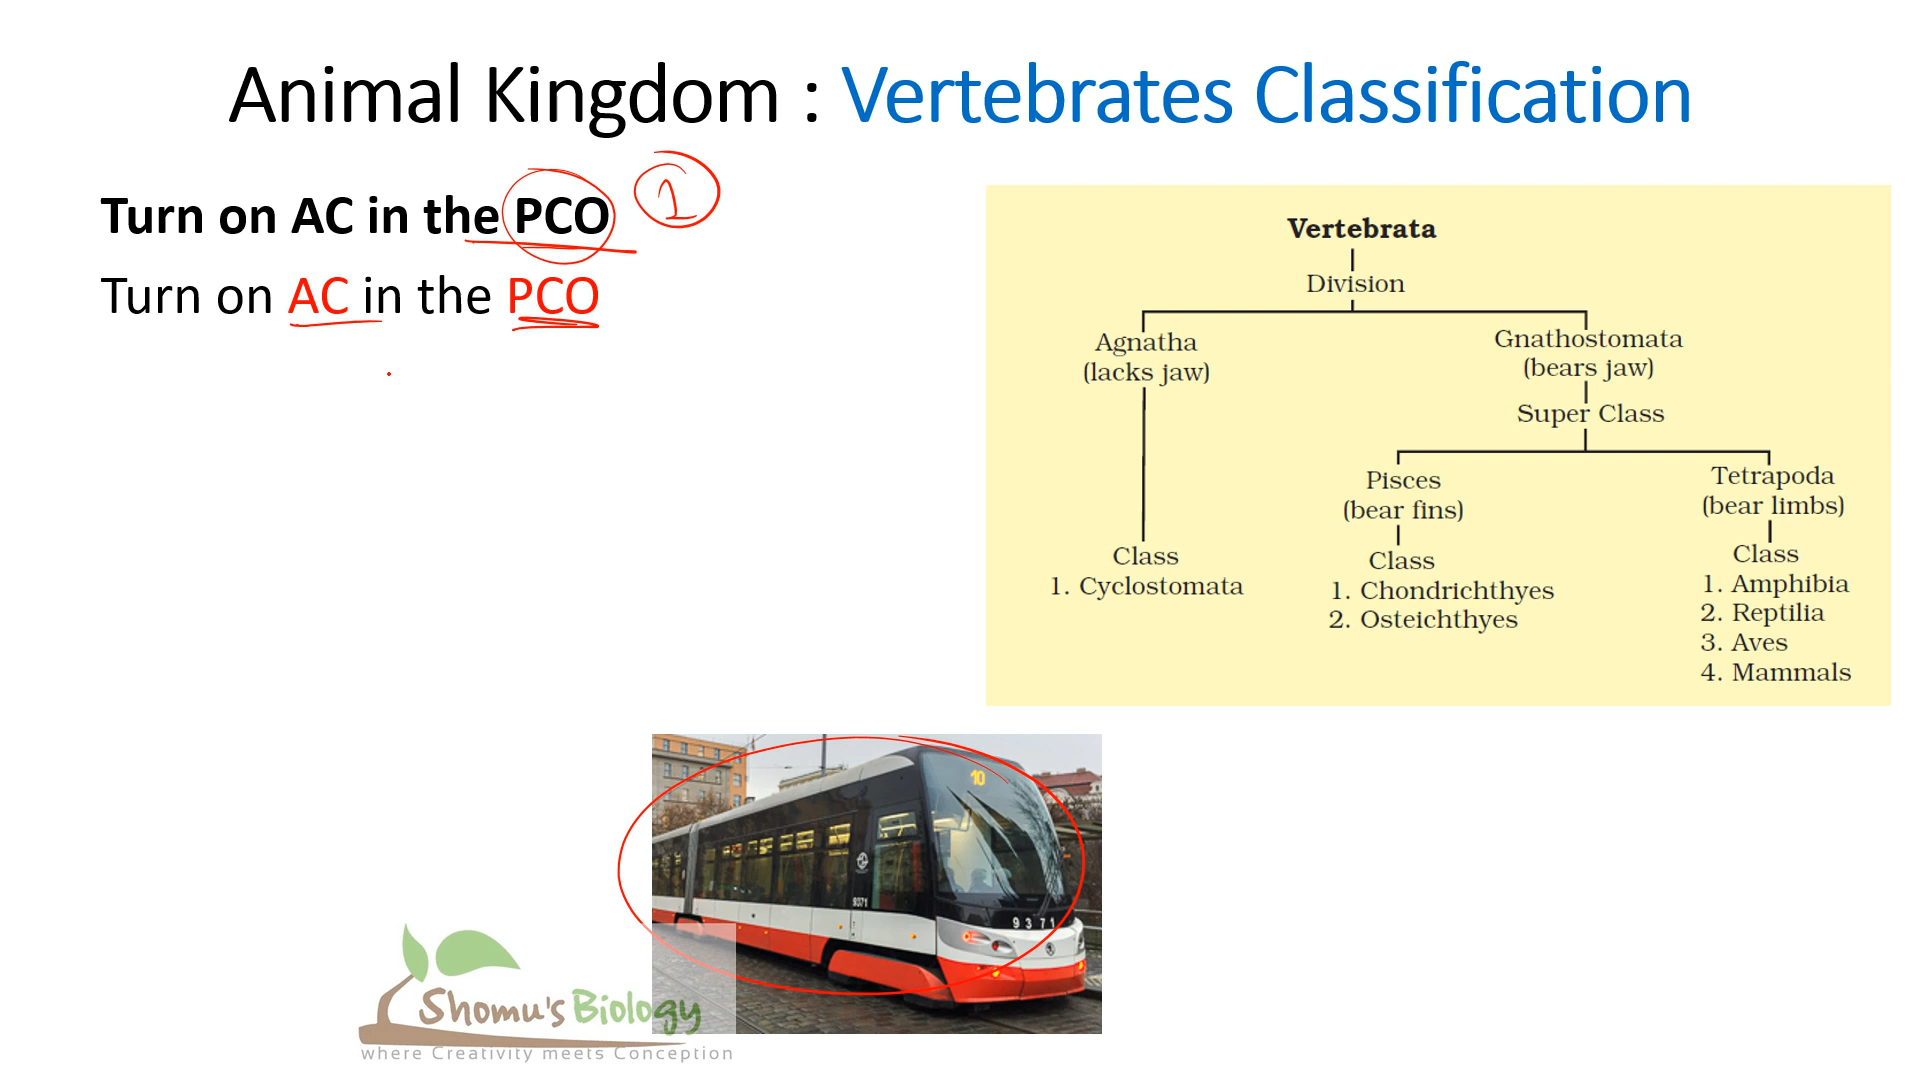 Animal Kingdom : Vertebrates Classification
Turn on AC in the PCO
1
Turn on AC in the PCO
Vertebrata
Division
Agnatha
(lacks jaw)
Gnathostomata
(bears jaw)
Super Class
Pisces
(bear fins)
Tetrapoda
(bear limbs)
Class
1. Cyclostomata
Class
1. Chondrichthyes
2. Osteichthyes
Class
1. Amphibia
2. Reptilia
3. Aves
4. Mammals
10
9371
9371
Shomu's Biology
where Creativity meets Conception